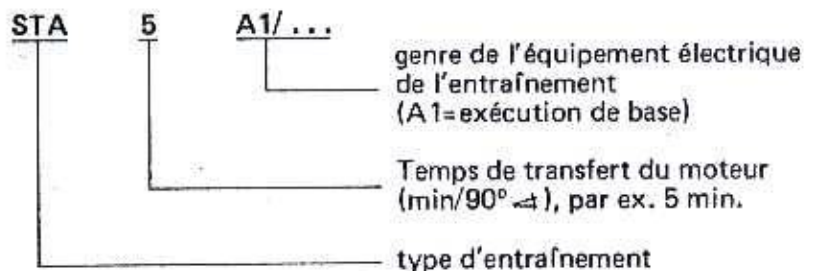 STA 5 A1/ . . .
genre de l'équipement électrique
de l'entraînement
(A1=exécution de base)
Temps de transfert du moteur
(min/90° ⦣), par ex. 5 min.
type d'entraînement